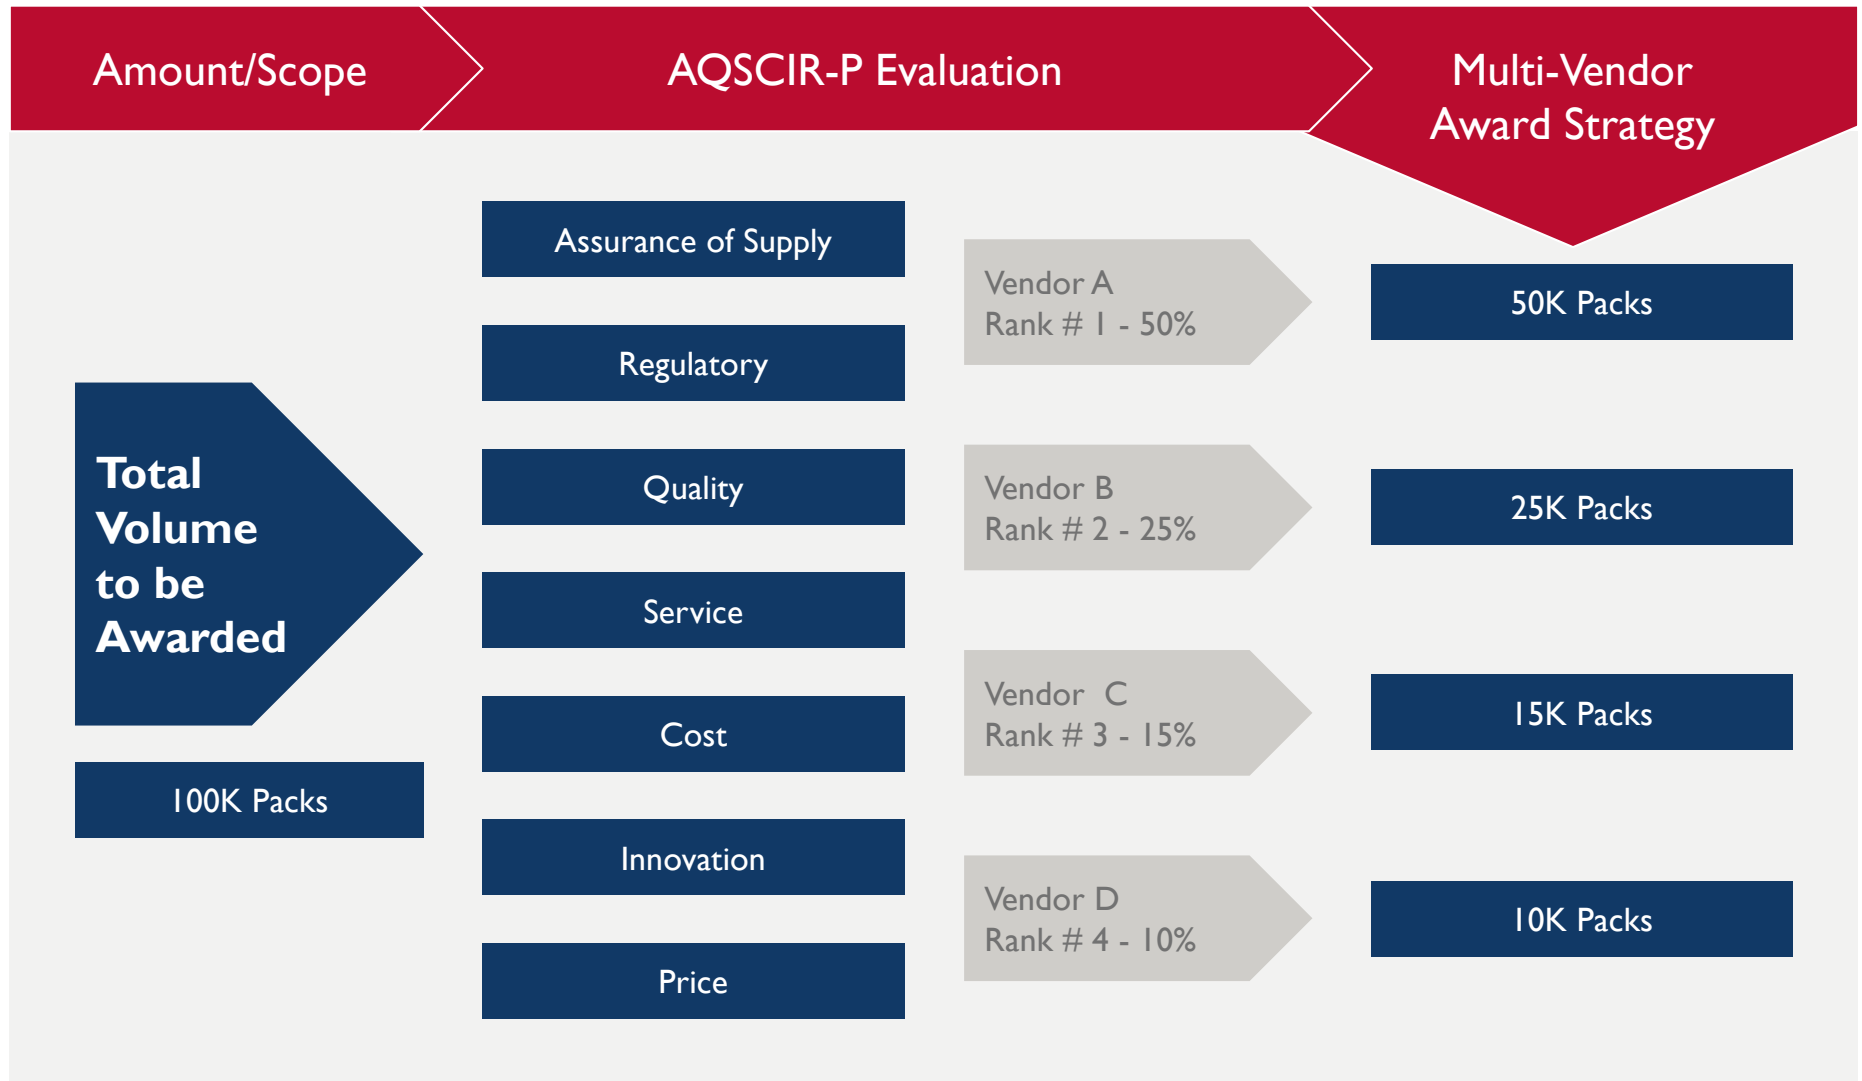 Amount/Scope
AQSCIR-P Evaluation
Multi-Vendor
Award Strategy
Total
Volume
to be
Awarded
100K Packs
Assurance of Supply
Regulatory
Quality
Service
Cost
Innovation
Price
Vendor A
Rank # 1 - 50%
Vendor B
Rank # 2 - 25%
Vendor  C
Rank # 3 - 15%
Vendor D
Rank # 4 - 10%
50K Packs
25K Packs
15K Packs
10K Packs